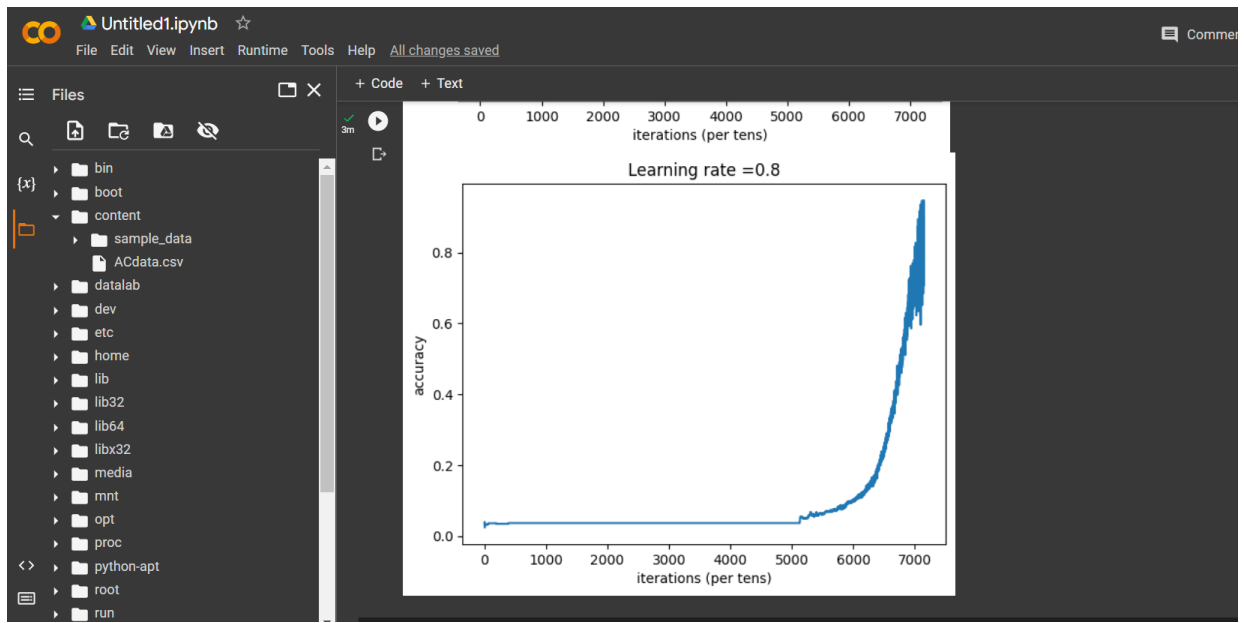 Untitled1.ipynb
File Edit View Insert Runtime Tools Help All changes saved
Files
+ Code + Text
3m
{x}
bin
boot
content
sample_data
ACdata.csv
datalab
dev
etc
home
lib
lib32
lib64
libx32
media
mnt
opt
proc
python-apt
root
run
0 1000 2000 3000 4000 5000 6000 7000
iterations (per tens)
Learning rate =0.8
accuracy
0.8
0.6
0.4
0.2
0.0
0 1000 2000 3000 4000 5000 6000 7000
iterations (per tens)